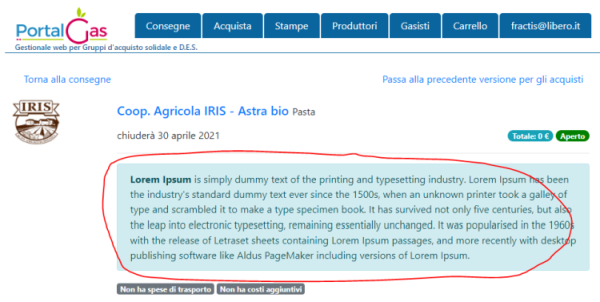 PortalGas
Gestionale web per Gruppi d'acquisto solidale e D.E.S.
Consegne Acquista Stampe Produttori Gasisti Carrello fractis@libero.it
Torna alla consegne Passa alla precedente versione per gli acquisti
IRIS
Coop. Agricola IRIS - Astra bio Pasta
chiuderà 30 aprile 2021 Totale: 0 € Aperto
Lorem Ipsum is simply dummy text of the printing and typesetting industry. Lorem Ipsum has been
the industry's standard dummy text ever since the 1500s, when an unknown printer took a galley of
type and scrambled it to make a type specimen book. It has survived not only five centuries, but also
the leap into electronic typesetting, remaining essentially unchanged. It was popularised in the 1960s
with the release of Letraset sheets containing Lorem Ipsum passages, and more recently with desktop
publishing software like Aldus PageMaker including versions of Lorem Ipsum.
Non ha spese di trasporto Non ha costi aggiuntivi